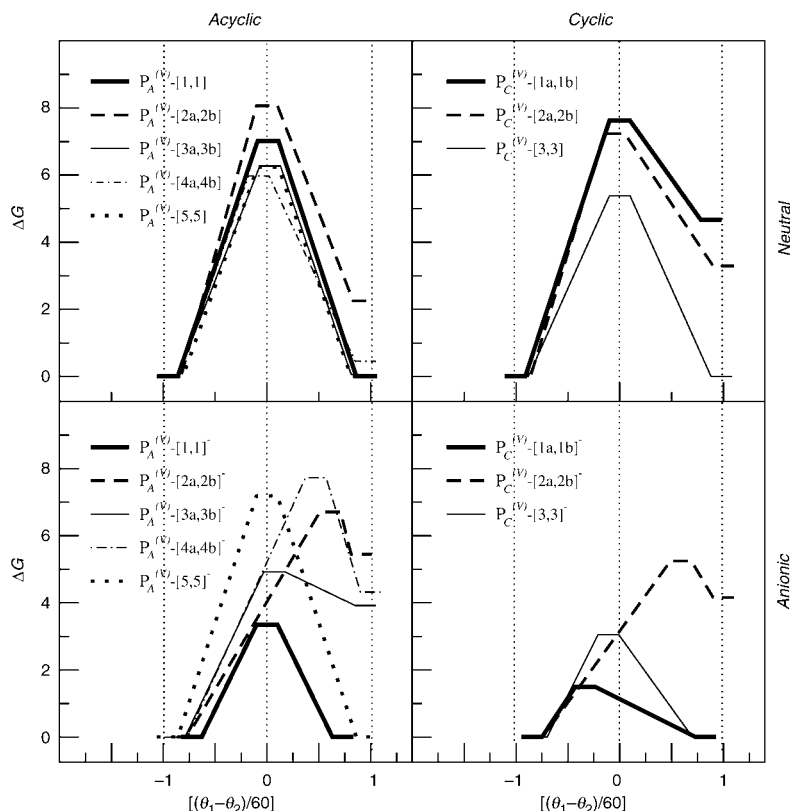 Acyclic
Cyclic
P_A^(V)-[1,1]
P_A^(V)-[2a,2b]
P_A^(V)-[3a,3b]
P_A^(V)-[4a,4b]
P_A^(V)-[5,5]
8
6
4
2
0
ΔG
P_C^(V)-[1a,1b]
P_C^(V)-[2a,2b]
P_C^(V)-[3,3]
Neutral
P_A^(V)-[1,1]^-
P_A^(V)-[2a,2b]^-
P_A^(V)-[3a,3b]^-
P_A^(V)-[4a,4b]^-
P_A^(V)-[5,5]^-
8
6
4
2
0
ΔG
−1 0 1
[(θ1−θ2)/60]
P_C^(V)-[1a,1b]^-
P_C^(V)-[2a,2b]^-
P_C^(V)-[3,3]^-
−1 0 1
[(θ1−θ2)/60]
Anionic